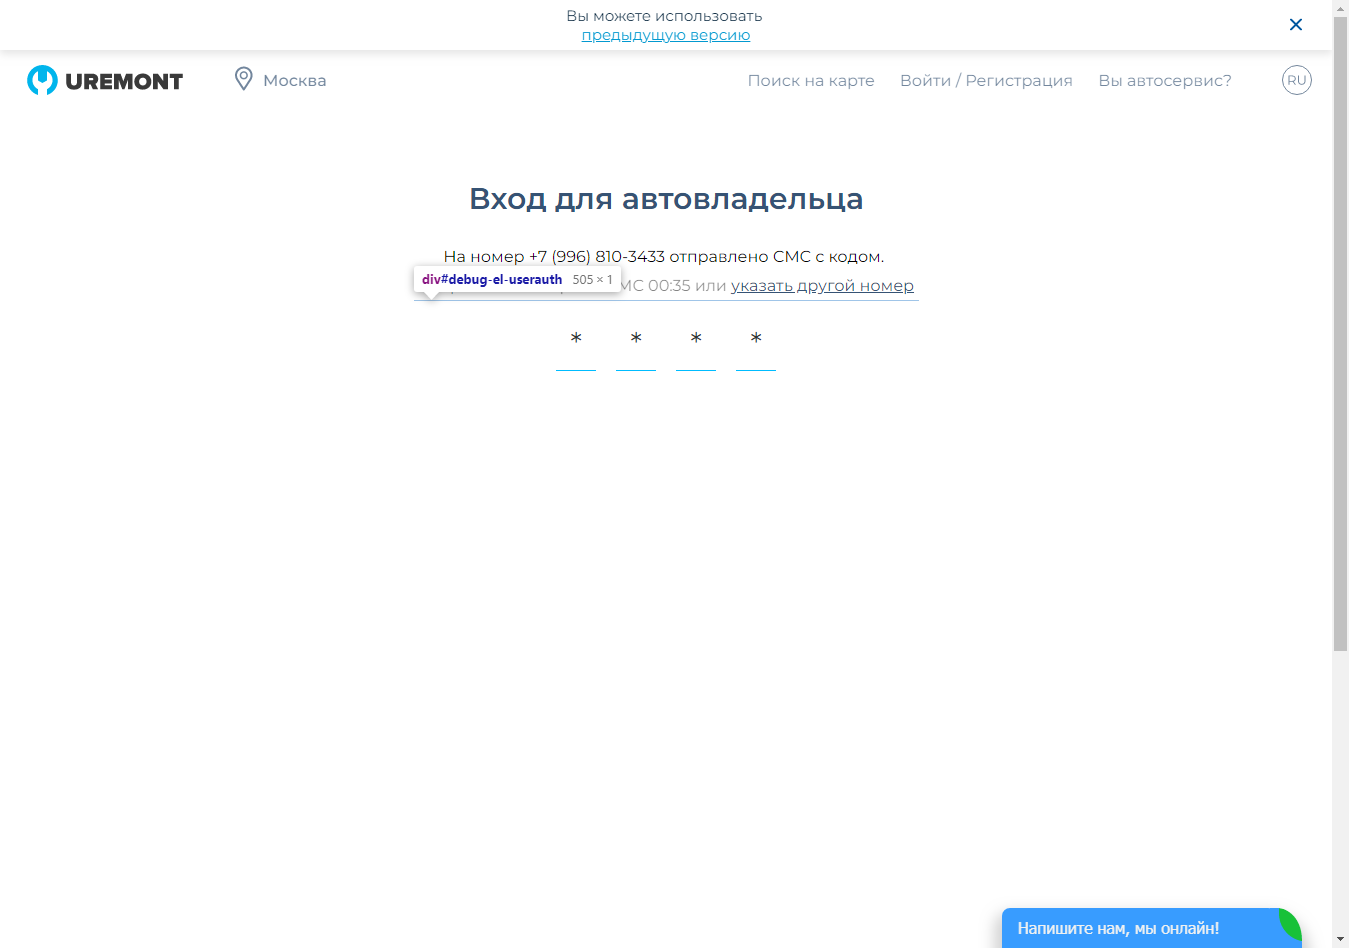 Вы можете использовать
предыдущую версию
UREMONT
Москва
Поиск на карте
Войти / Регистрация
Вы автосервис?
RU
Вход для автовладельца
На номер +7 (996) 810-3433 отправлено СМС с кодом.
div#debug-el-userauth 505 × 1
МС 00:35 или указать другой номер
* * * *
Напишите нам, мы онлайн!